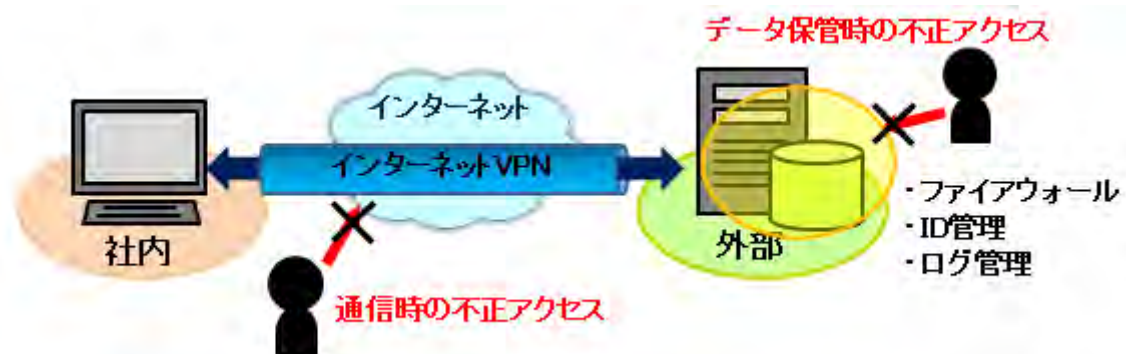 データ保管時の不正アクセス
インターネット
インターネットVPN
社内
外部
・ファイアウォール
・ID管理
・ログ管理
通信時の不正アクセス